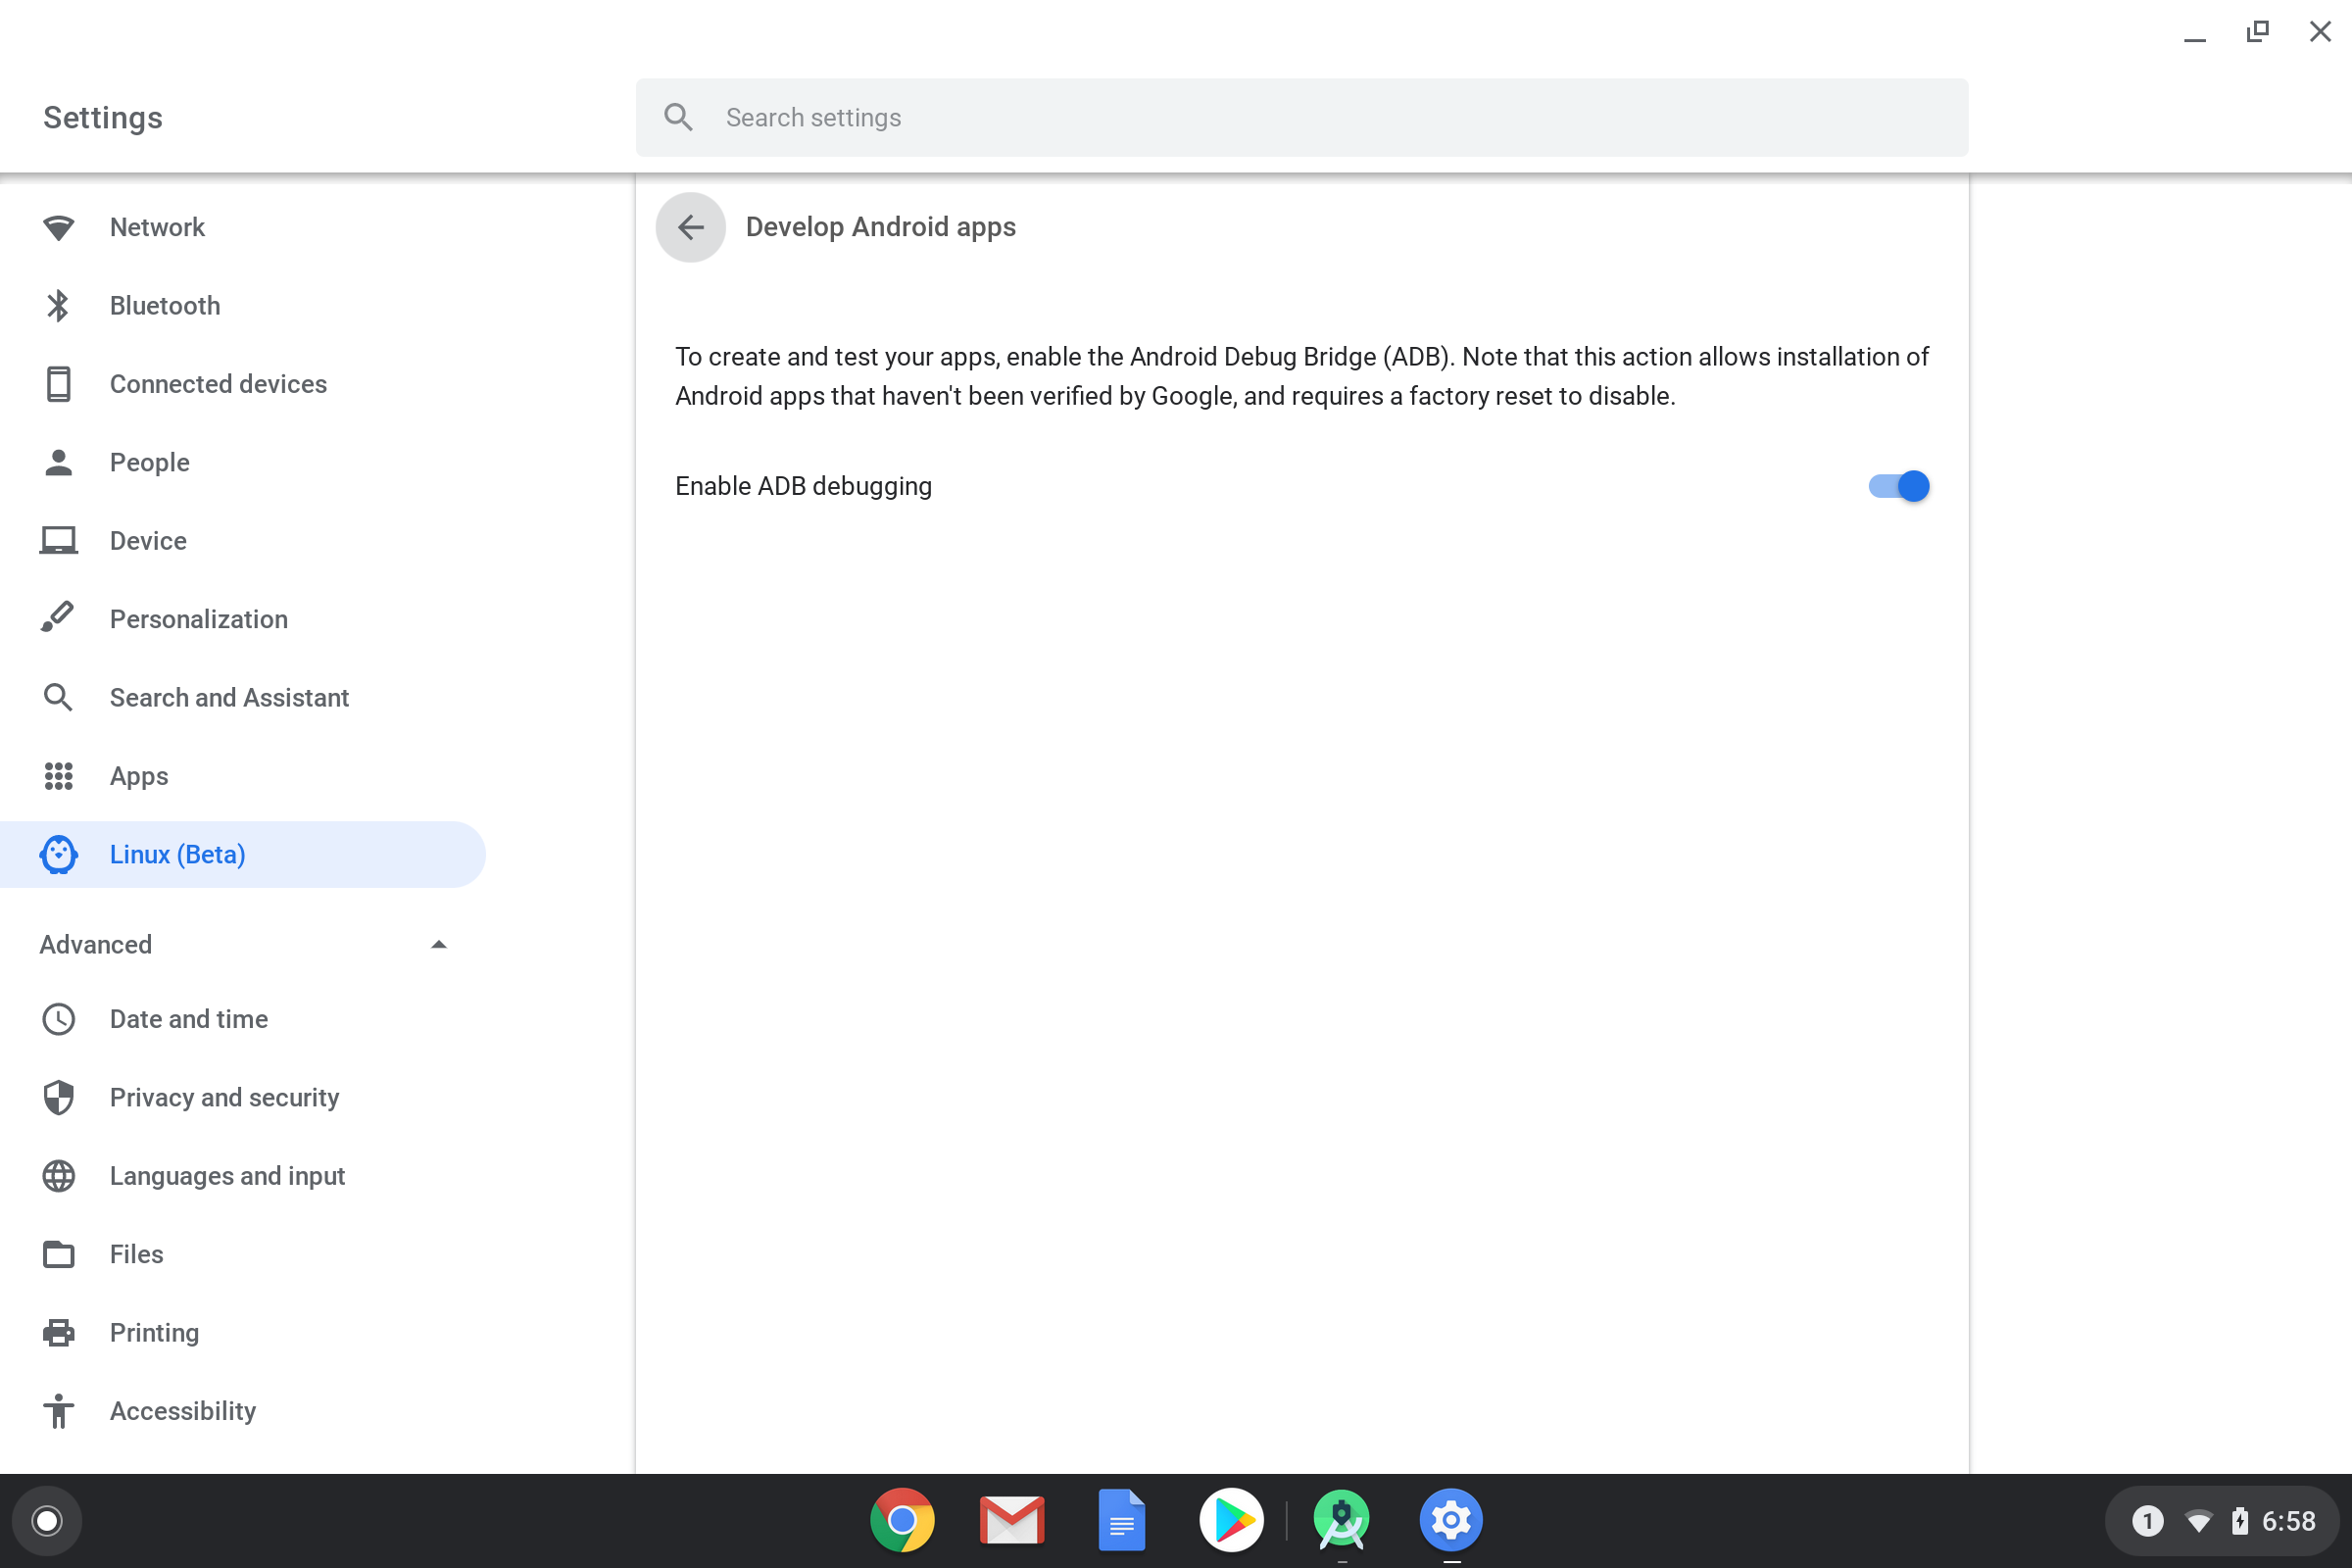 Settings
Search settings
Network
Bluetooth
Connected devices
People
Device
Personalization
Search and Assistant
Apps
Linux (Beta)
Advanced
Date and time
Privacy and security
Languages and input
Files
Printing
Accessibility
Develop Android apps
To create and test your apps, enable the Android Debug Bridge (ADB). Note that this action allows installation of
Android apps that haven't been verified by Google, and requires a factory reset to disable.
Enable ADB debugging
1
6:58